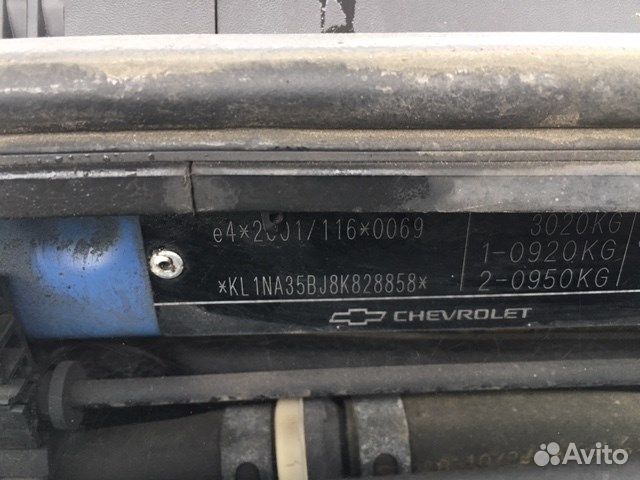 e4*2001/116*0069
3020KG
1-0920KG
*KL1NA35BJ8K828858*
2-0950KG
CHEVROLET
Avito